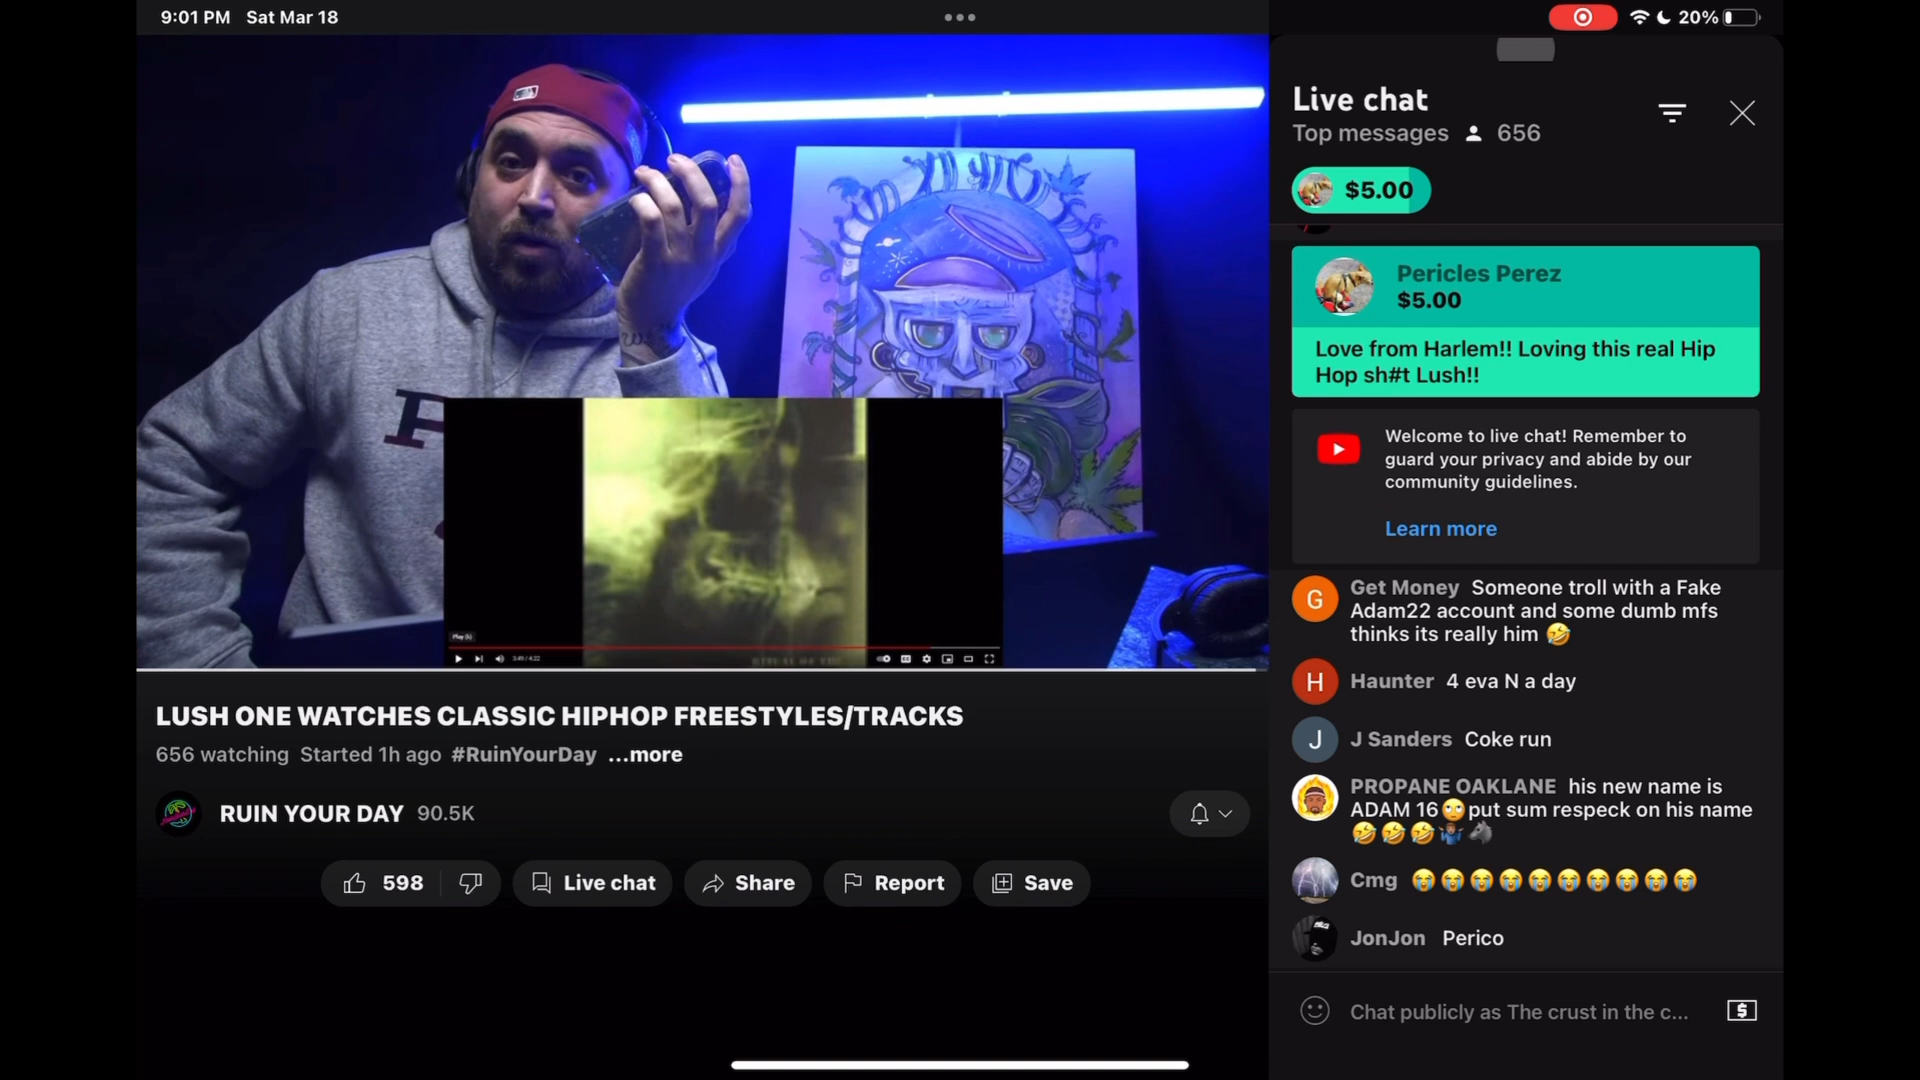 9:01 PM Sat Mar 18
20%
Live chat
Top messages 656
$5.00
Pericles Perez
$5.00
Love from Harlem!! Loving this real Hip
Hop sh#t Lush!!
Welcome to live chat! Remember to
guard your privacy and abide by our
community guidelines.
Learn more
Get Money Someone troll with a Fake
Adam22 account and some dumb mfs
thinks its really him 🤣
Haunter 4 eva N a day
J Sanders Coke run
PROPANE OAKLANE his new name is
ADAM 16🙄put sum respeck on his name
🤣🤣🤣🤷🏾‍♂️🐴
Cmg 😭😭😭😭😭😭😭😭😭😭
JonJon Perico
Chat publicly as The crust in the c...
Play (k)
3:49 / 4:22
LUSH ONE WATCHES CLASSIC HIPHOP FREESTYLES/TRACKS
656 watching Started 1h ago #RuinYourDay ...more
RUIN YOUR DAY 90.5K
598 Live chat Share Report Save
G
H
J